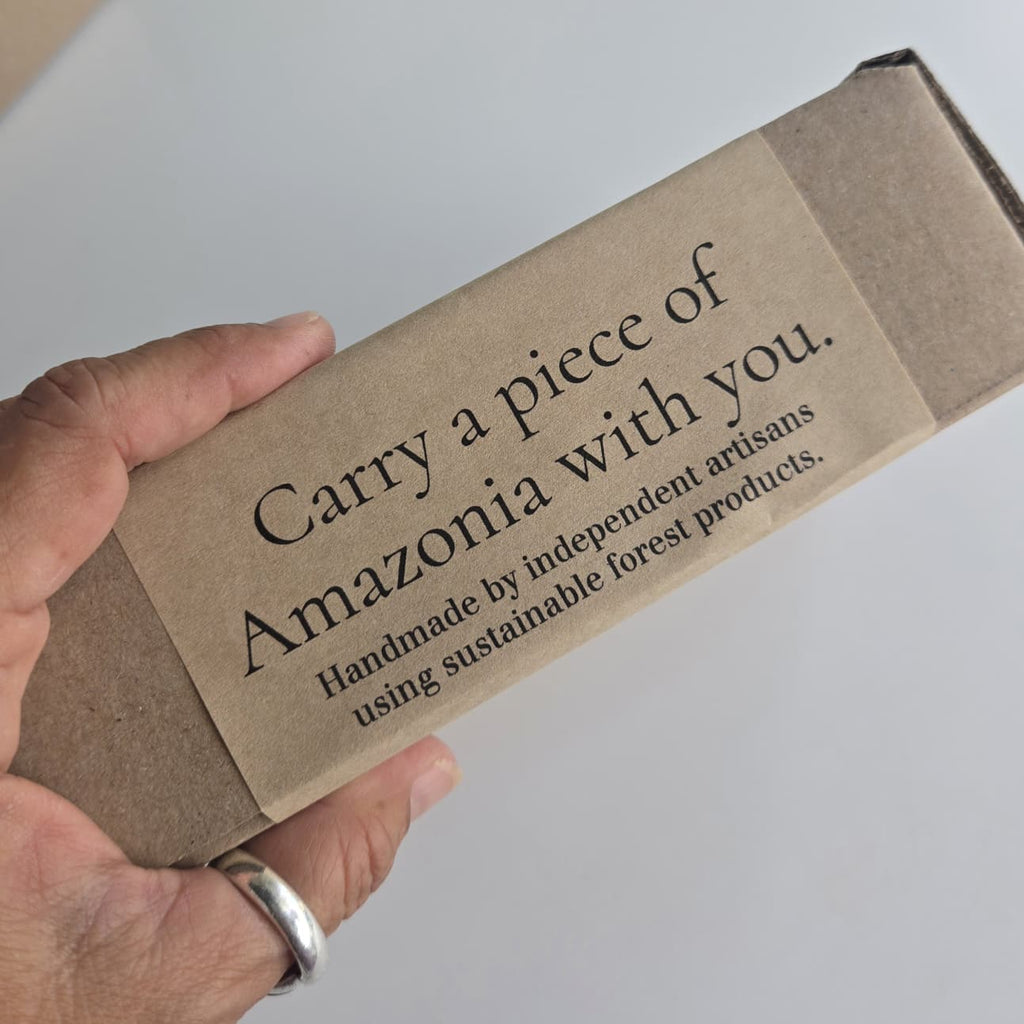 Carry a piece of
Amazonia with you.
Handmade by independent artisans
using sustainable forest products.